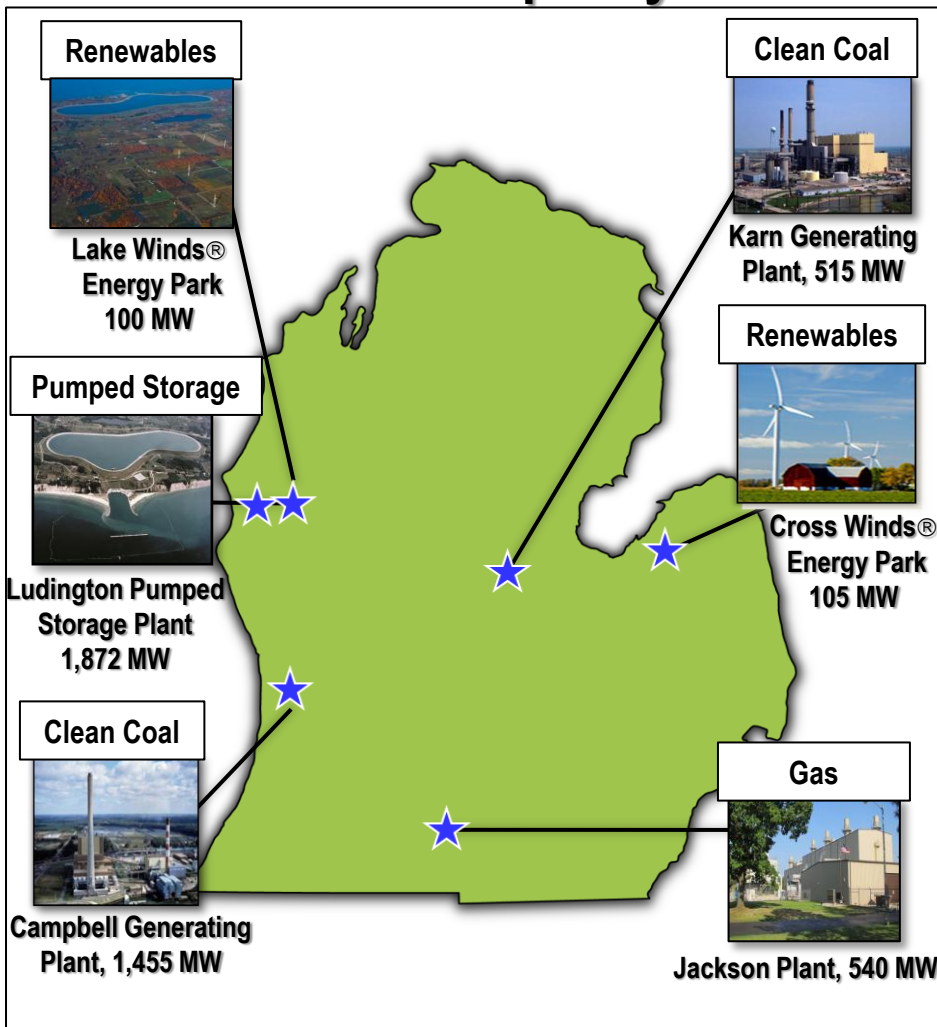 Renewables
Lake Winds®
Energy Park
100 MW
Pumped Storage
Ludington Pumped
Storage Plant
1,872 MW
Clean Coal
Campbell Generating
Plant, 1,455 MW
Clean Coal
Karn Generating
Plant, 515 MW
Renewables
Cross Winds®
Energy Park
105 MW
Gas
Jackson Plant, 540 MW